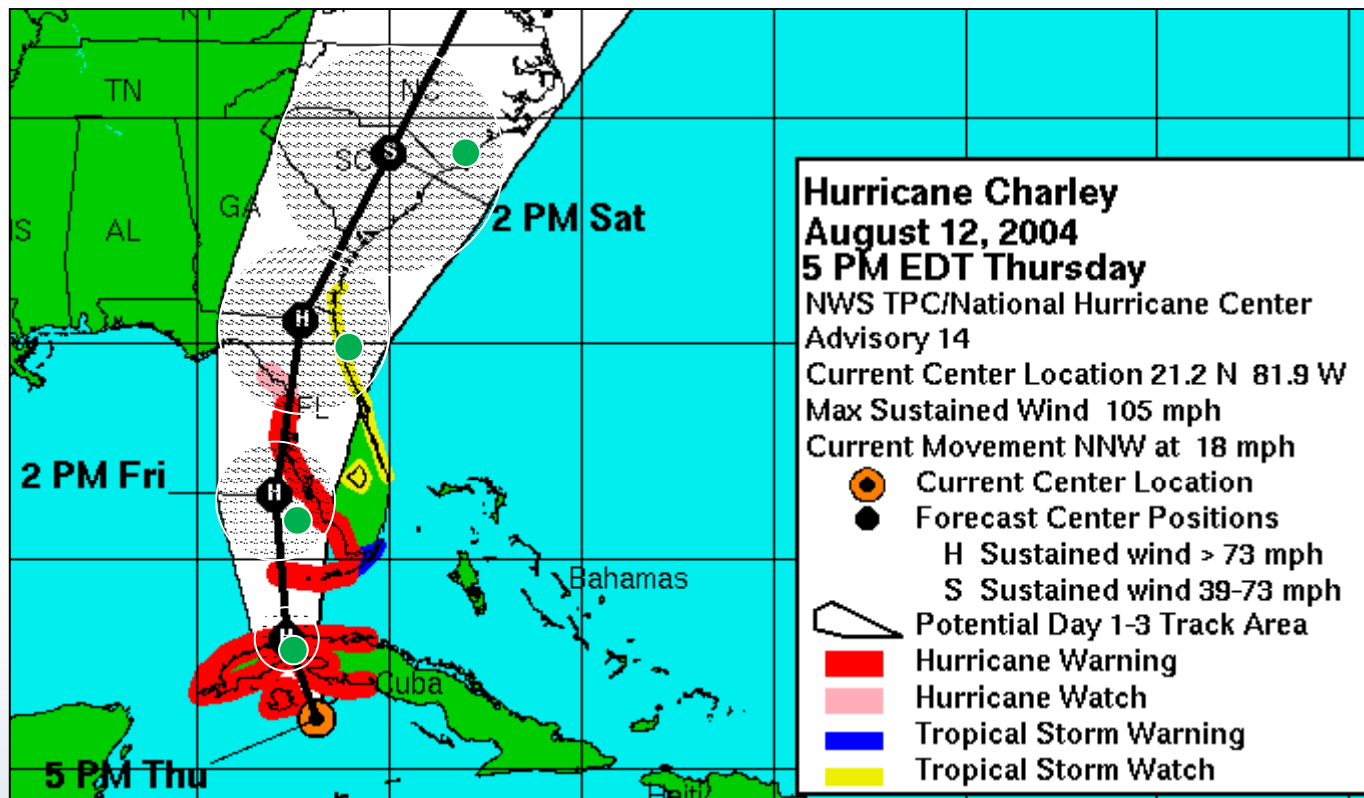 TN
NC
SC
GA
AL
S
H
FL
H
H
Cuba
Bahamas
2 PM Sat
2 PM Fri
5 PM Thu
Hurricane Charley
August 12, 2004
5 PM EDT Thursday
NWS TPC/National Hurricane Center
Advisory 14
Current Center Location 21.2 N 81.9 W
Max Sustained Wind 105 mph
Current Movement NNW at 18 mph
Current Center Location
Forecast Center Positions
H Sustained wind > 73 mph
S Sustained wind 39-73 mph
Potential Day 1-3 Track Area
Hurricane Warning
Hurricane Watch
Tropical Storm Warning
Tropical Storm Watch